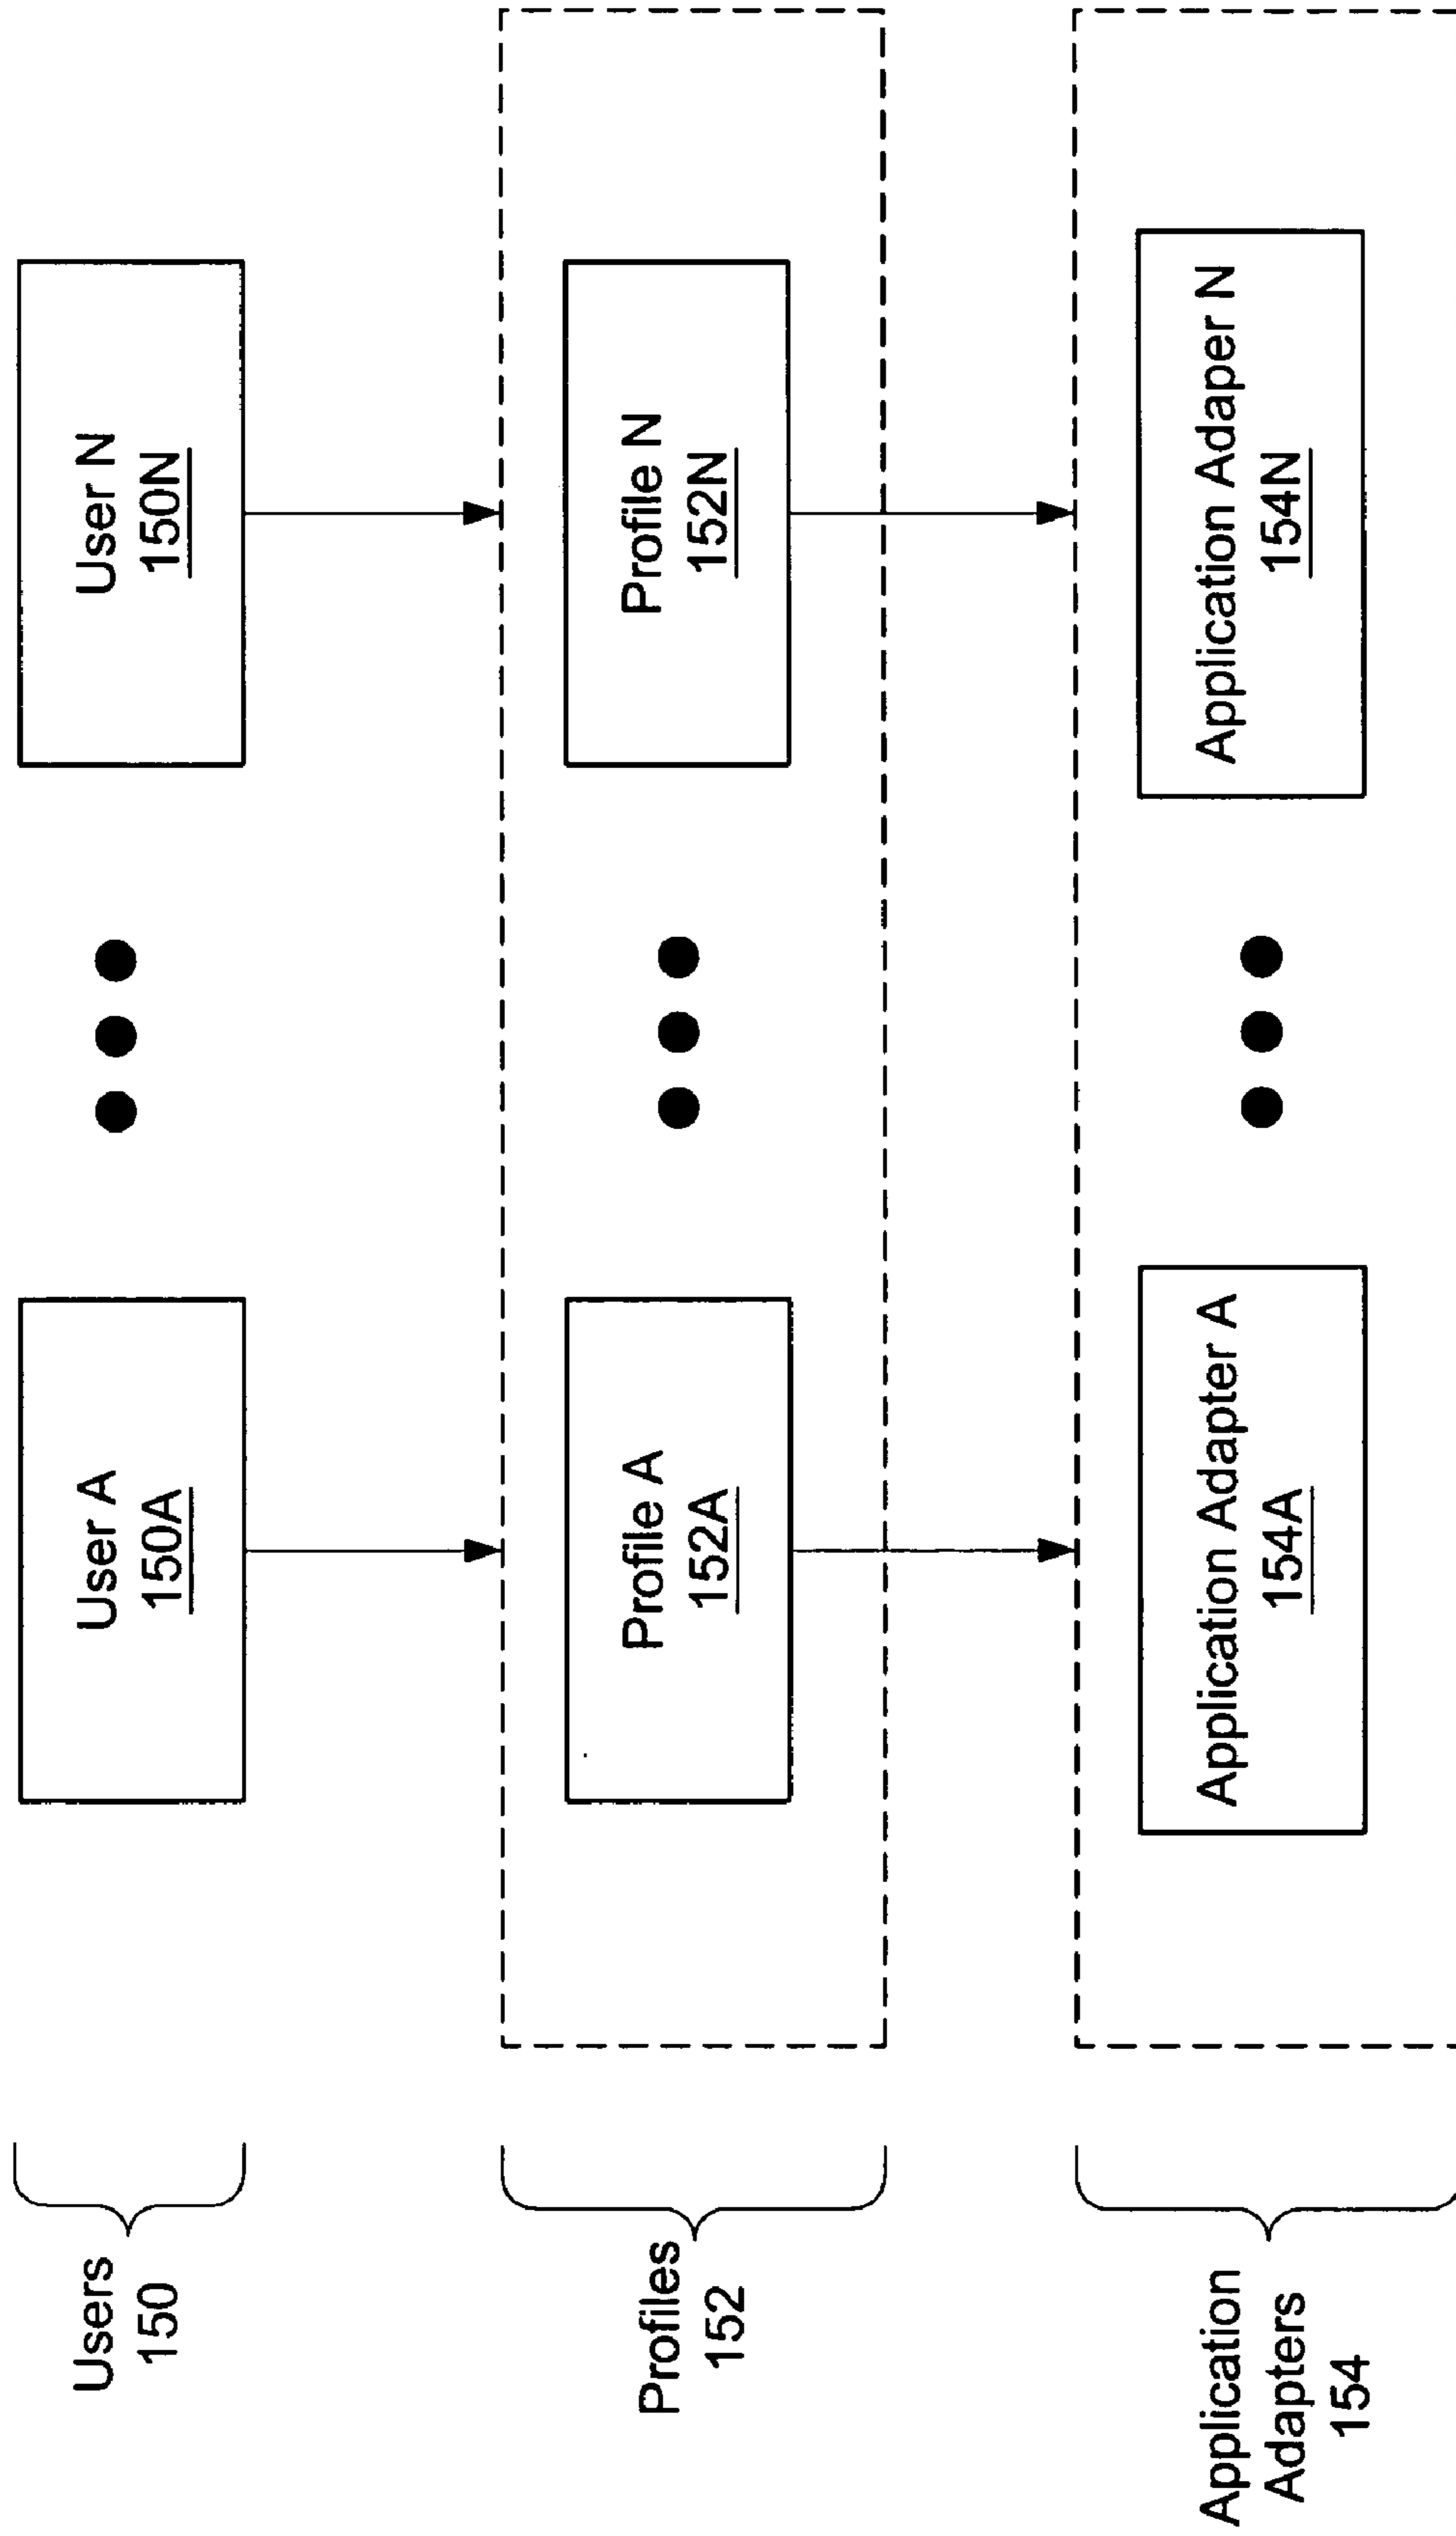 Users
150
User A
150A
User N
150N
Profiles
152
Profile A
152A
Profile N
152N
Application
Adapters
154
Application Adapter A
154A
Application Adaper N
154N